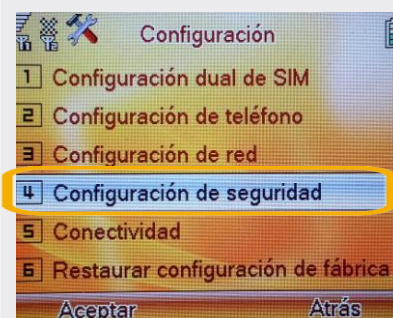 Configuración
1 Configuración dual de SIM
2 Configuración de teléfono
3 Configuración de red
4 Configuración de seguridad
5 Conectividad
6 Restaurar configuración de fábrica
Aceptar Atrás